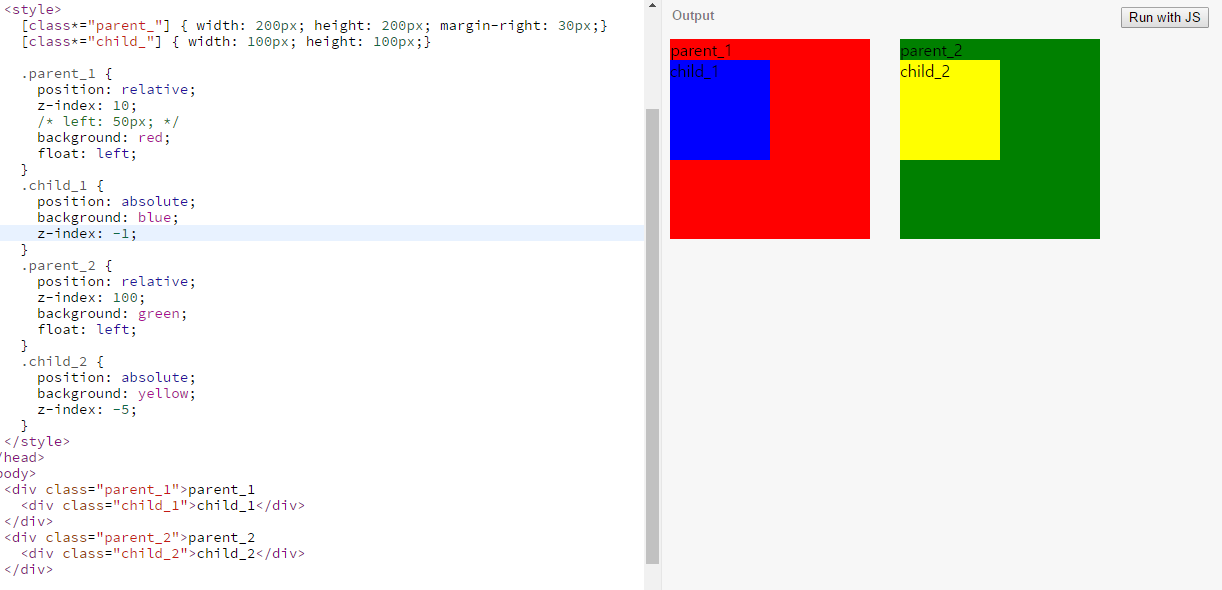 <style>
[class*="parent_"] { width: 200px; height: 200px; margin-right: 30px;}
[class*="child_"] { width: 100px; height: 100px;}
.parent_1 {
position: relative;
z-index: 10;
/* left: 50px; */
background: red;
float: left;
}
.child_1 {
position: absolute;
background: blue;
z-index: -1;
}
.parent_2 {
position: relative;
z-index: 100;
background: green;
float: left;
}
.child_2 {
position: absolute;
background: yellow;
z-index: -5;
}
</style>
/head>
body>
<div class="parent_1">parent_1
<div class="child_1">child_1</div>
</div>
<div class="parent_2">parent_2
<div class="child_2">child_2</div>
</div>
Output
Run with JS
parent_1
child_1
parent_2
child_2